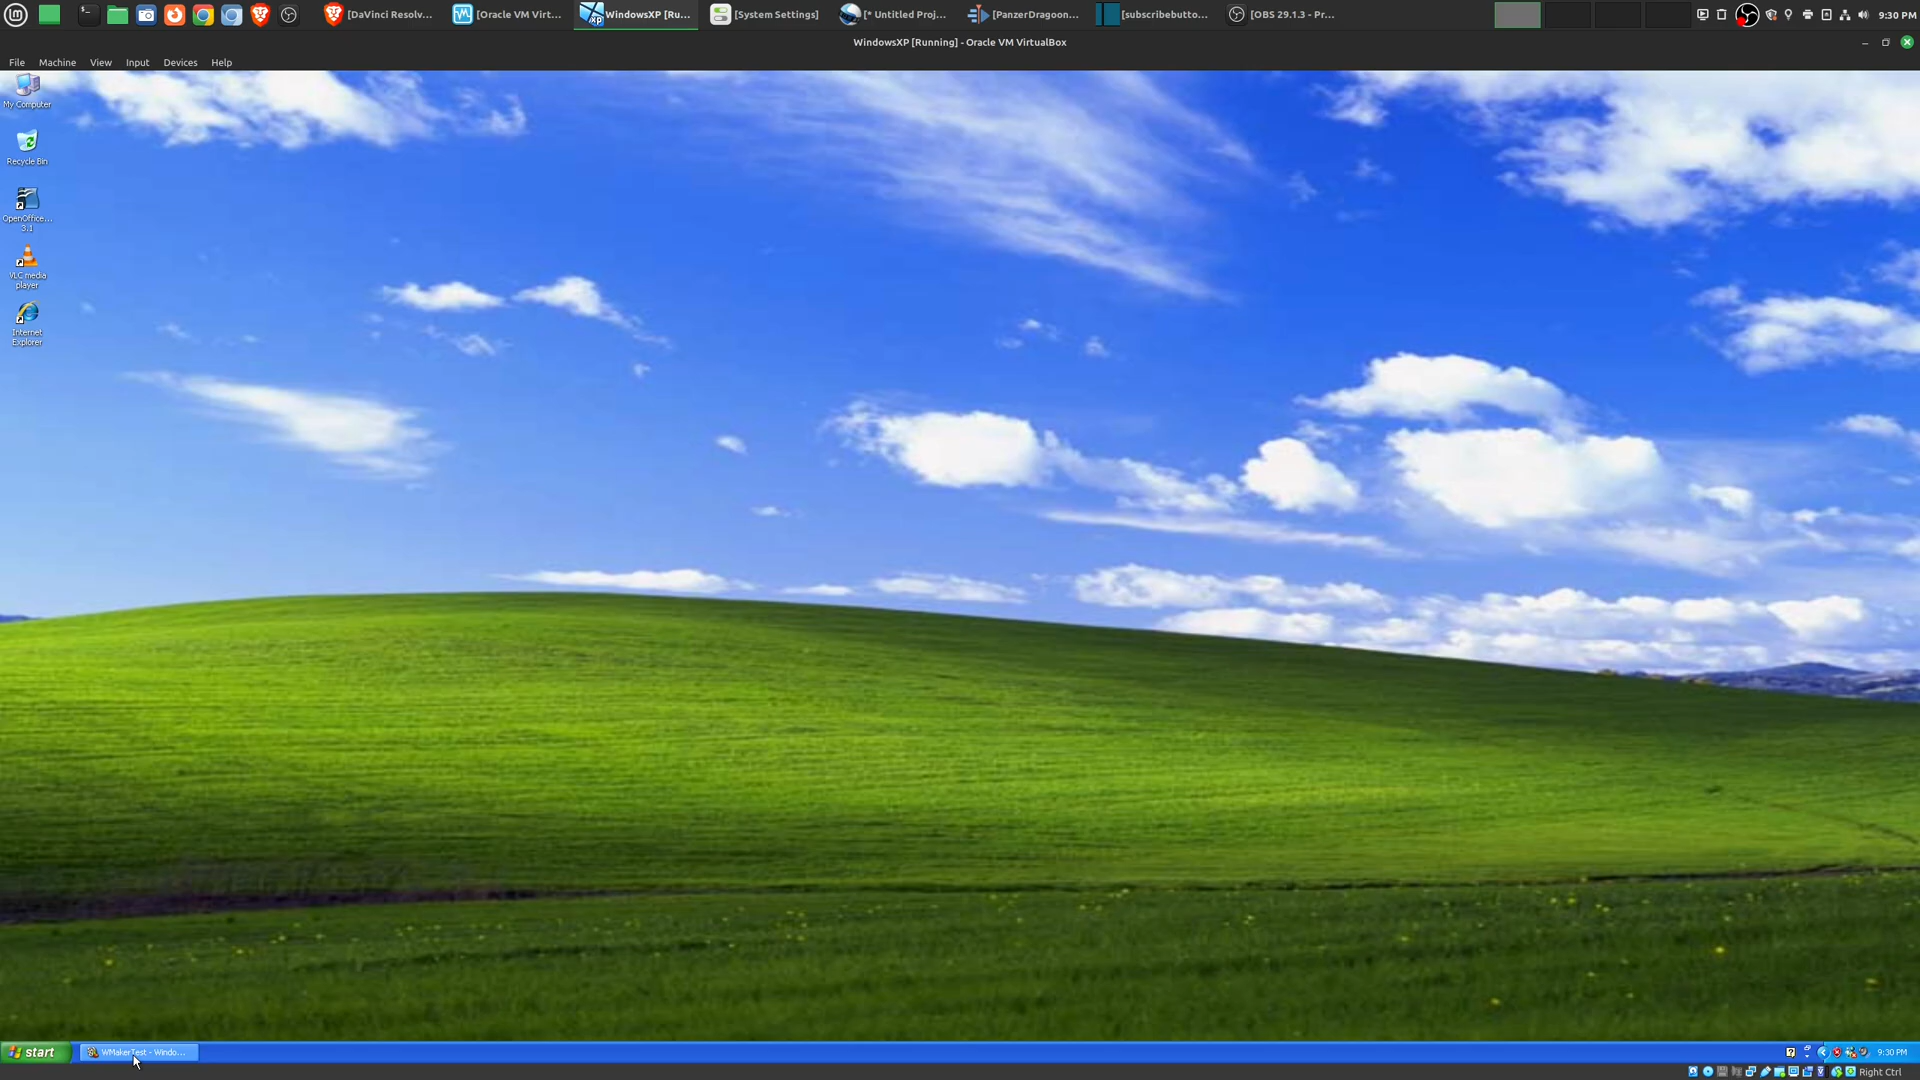 [DaVinci Resolv...
[Oracle VM Virt...
WindowsXP [Ru...
[System Settings]
[* Untitled Proj...
[PanzerDragoon...
[subscribebutto...
[OBS 29.1.3 - Pr...
9:30 PM
WindowsXP [Running] - Oracle VM VirtualBox
File Machine View Input Devices Help
My Computer
Recycle Bin
OpenOffice...
3.1
VLC media
player
Internet
Explorer
start
WMakerTest - Windo...
9:30 PM
Right Ctrl